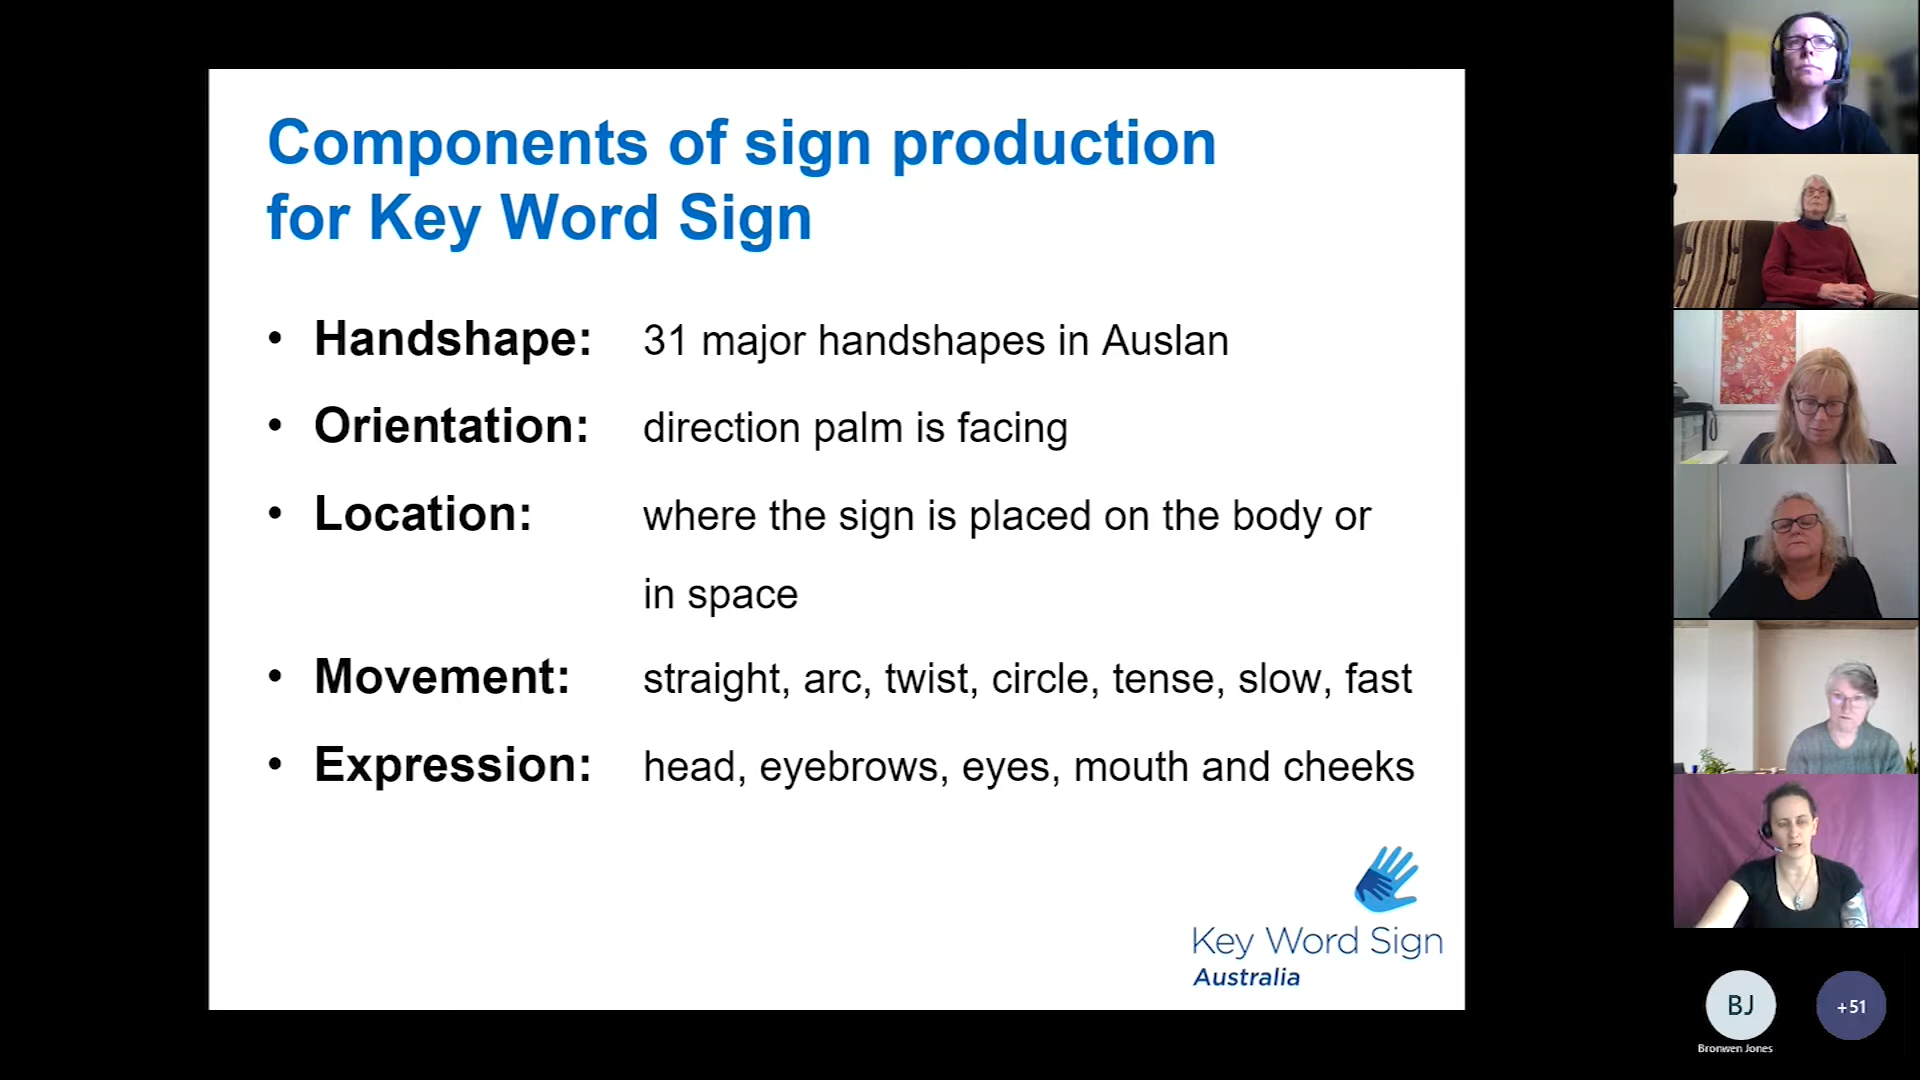 Components of sign production
for Key Word Sign
• Handshape: 31 major handshapes in Auslan
• Orientation: direction palm is facing
• Location: where the sign is placed on the body or
in space
• Movement: straight, arc, twist, circle, tense, slow, fast
• Expression: head, eyebrows, eyes, mouth and cheeks
Key Word Sign
Australia
BJ
+51
Bronwen Jones